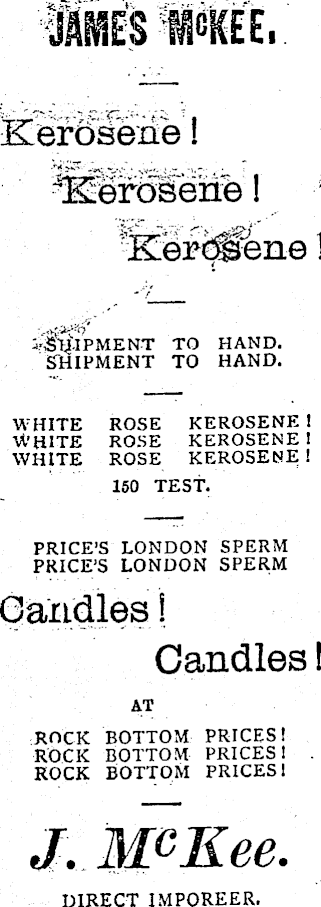 JAMES McKEE.
Kerosene!
Kerosene!
Kerosene!
SHIPMENT TO HAND.
SHIPMENT TO HAND.
WHITE ROSE KEROSENE!
WHITE ROSE KEROSENE!
WHITE ROSE KEROSENE!
150 TEST.
PRICE'S LONDON SPERM
PRICE'S LONDON SPERM
Candles!
Candles!
AT
ROCK BOTTOM PRICES!
ROCK BOTTOM PRICES!
ROCK BOTTOM PRICES!
J. McKee.
DIRECT IMPOREER.